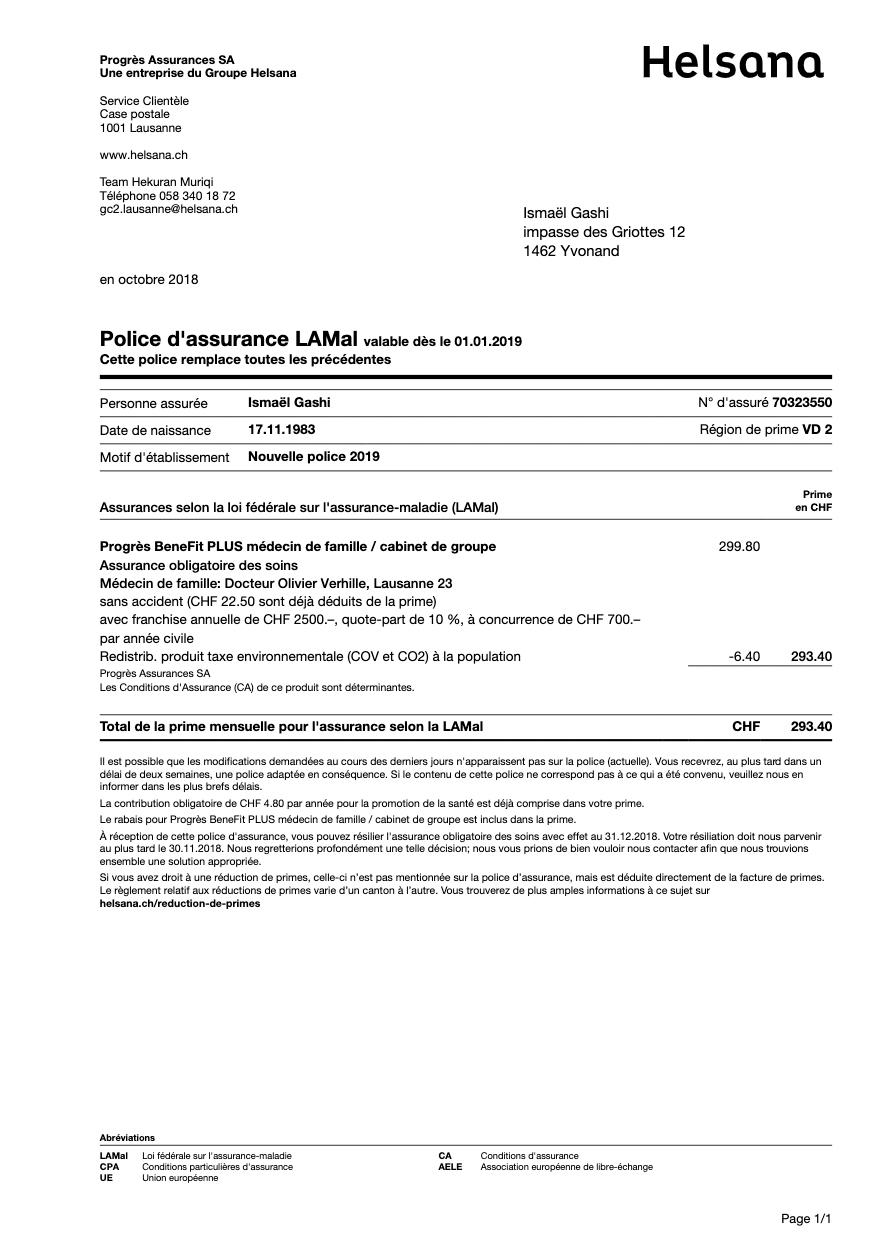 Helsana
Progrès Assurances SA
Une entreprise du Groupe Helsana
Service Clientèle
Case postale
1001 Lausanne
www.helsana.ch
Team Hekuran Muriqi
Téléphone 058 340 18 72
gc2.lausanne@helsana.ch
Ismaël Gashi
impasse des Griottes 12
1462 Yvonand
en octobre 2018
Police d'assurance LAMal valable dès le 01.01.2019
Cette police remplace toutes les précédentes
Personne assurée Ismaël Gashi N° d'assuré 70323550
Date de naissance 17.11.1983 Région de prime VD 2
Motif d'établissement Nouvelle police 2019
Prime
Assurances selon la loi fédérale sur l'assurance-maladie (LAMal) en CHF
Progrès BeneFit PLUS médecin de famille / cabinet de groupe 299.80
Assurance obligatoire des soins
Médecin de famille: Docteur Olivier Verhille, Lausanne 23
sans accident (CHF 22.50 sont déjà déduits de la prime)
avec franchise annuelle de CHF 2500.–, quote-part de 10 %, à concurrence de CHF 700.–
par année civile
Redistrib. produit taxe environnementale (COV et CO2) à la population -6.40 293.40
Progrès Assurances SA
Les Conditions d'Assurance (CA) de ce produit sont déterminantes.
Total de la prime mensuelle pour l'assurance selon la LAMal CHF 293.40
Il est possible que les modifications demandées au cours des derniers jours n'apparaissent pas sur la police (actuelle). Vous recevrez, au plus tard dans un
délai de deux semaines, une police adaptée en conséquence. Si le contenu de cette police ne correspond pas à ce qui a été convenu, veuillez nous en
informer dans les plus brefs délais.
La contribution obligatoire de CHF 4.80 par année pour la promotion de la santé est déjà comprise dans votre prime.
Le rabais pour Progrès BeneFit PLUS médecin de famille / cabinet de groupe est inclus dans la prime.
À réception de cette police d'assurance, vous pouvez résilier l'assurance obligatoire des soins avec effet au 31.12.2018. Votre résiliation doit nous parvenir
au plus tard le 30.11.2018. Nous regretterions profondément une telle décision; nous vous prions de bien vouloir nous contacter afin que nous trouvions
ensemble une solution appropriée.
Si vous avez droit à une réduction de primes, celle-ci n’est pas mentionnée sur la police d’assurance, mais est déduite directement de la facture de primes.
Le règlement relatif aux réductions de primes varie d’un canton à l’autre. Vous trouverez de plus amples informations à ce sujet sur
helsana.ch/reduction-de-primes
Abréviations
LAMal Loi fédérale sur l'assurance-maladie CA Conditions d'assurance
CPA Conditions particulières d'assurance AELE Association européenne de libre-échange
UE Union européenne
Page 1/1